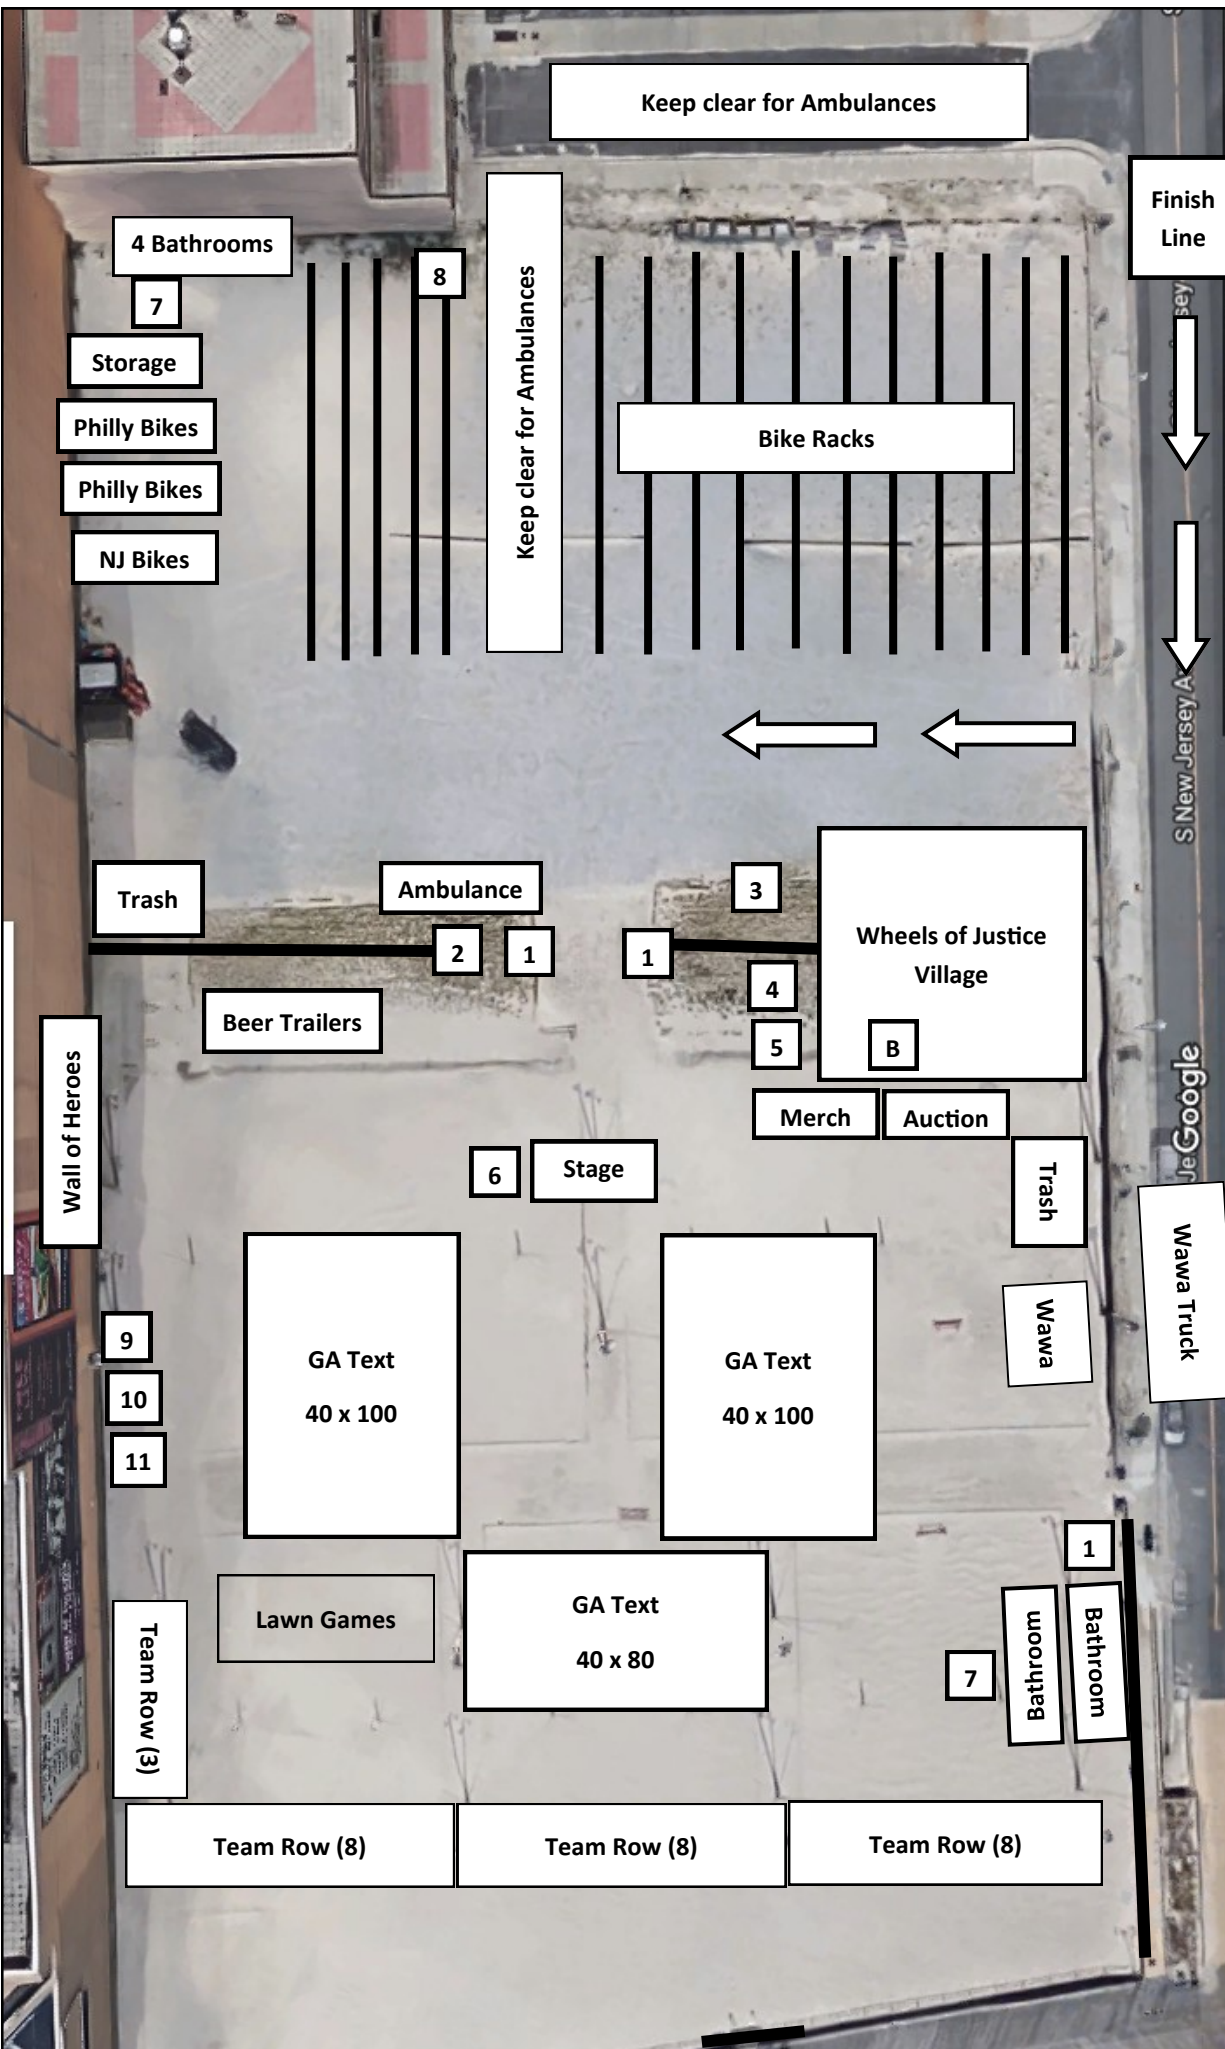 Keep clear for Ambulances
Finish
Line
4 Bathrooms
8
Keep clear for Ambulances
7
Storage
Philly Bikes
Bike Racks
Philly Bikes
NJ Bikes
sey
S New Jersey A
Trash
Ambulance
3
Wheels of Justice
Village
2
1
1
4
Beer Trailers
5
B
Wall of Heroes
Merch
Auction
Je Google
6
Stage
Trash
Wawa Truck
Wawa
9
10
11
GA Text
40 x 100
GA Text
40 x 100
1
Lawn Games
GA Text
40 x 80
7
Bathroom
Bathroom
Team Row (3)
Team Row (8)
Team Row (8)
Team Row (8)